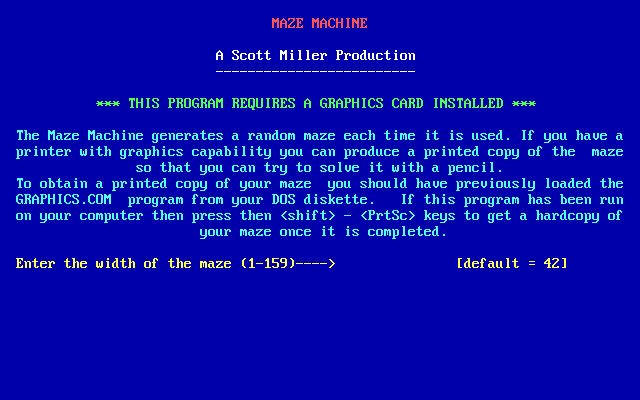 MAZE MACHINE
A Scott Miller Production
-------------------------
*** THIS PROGRAM REQUIRES A GRAPHICS CARD INSTALLED ***
The Maze Machine generates a random maze each time it is used. If you have a
printer with graphics capability you can produce a printed copy of the  maze
so that you can try to solve it with a pencil.
To obtain a printed copy of your maze  you should have previously loaded the
GRAPHICS.COM  program from your DOS diskette.   If this program has been run
on your computer then press then <shift> - <PrtSc> keys to get a hardcopy of
your maze once it is completed.
Enter the width of the maze (1-159)---->               [default = 42]